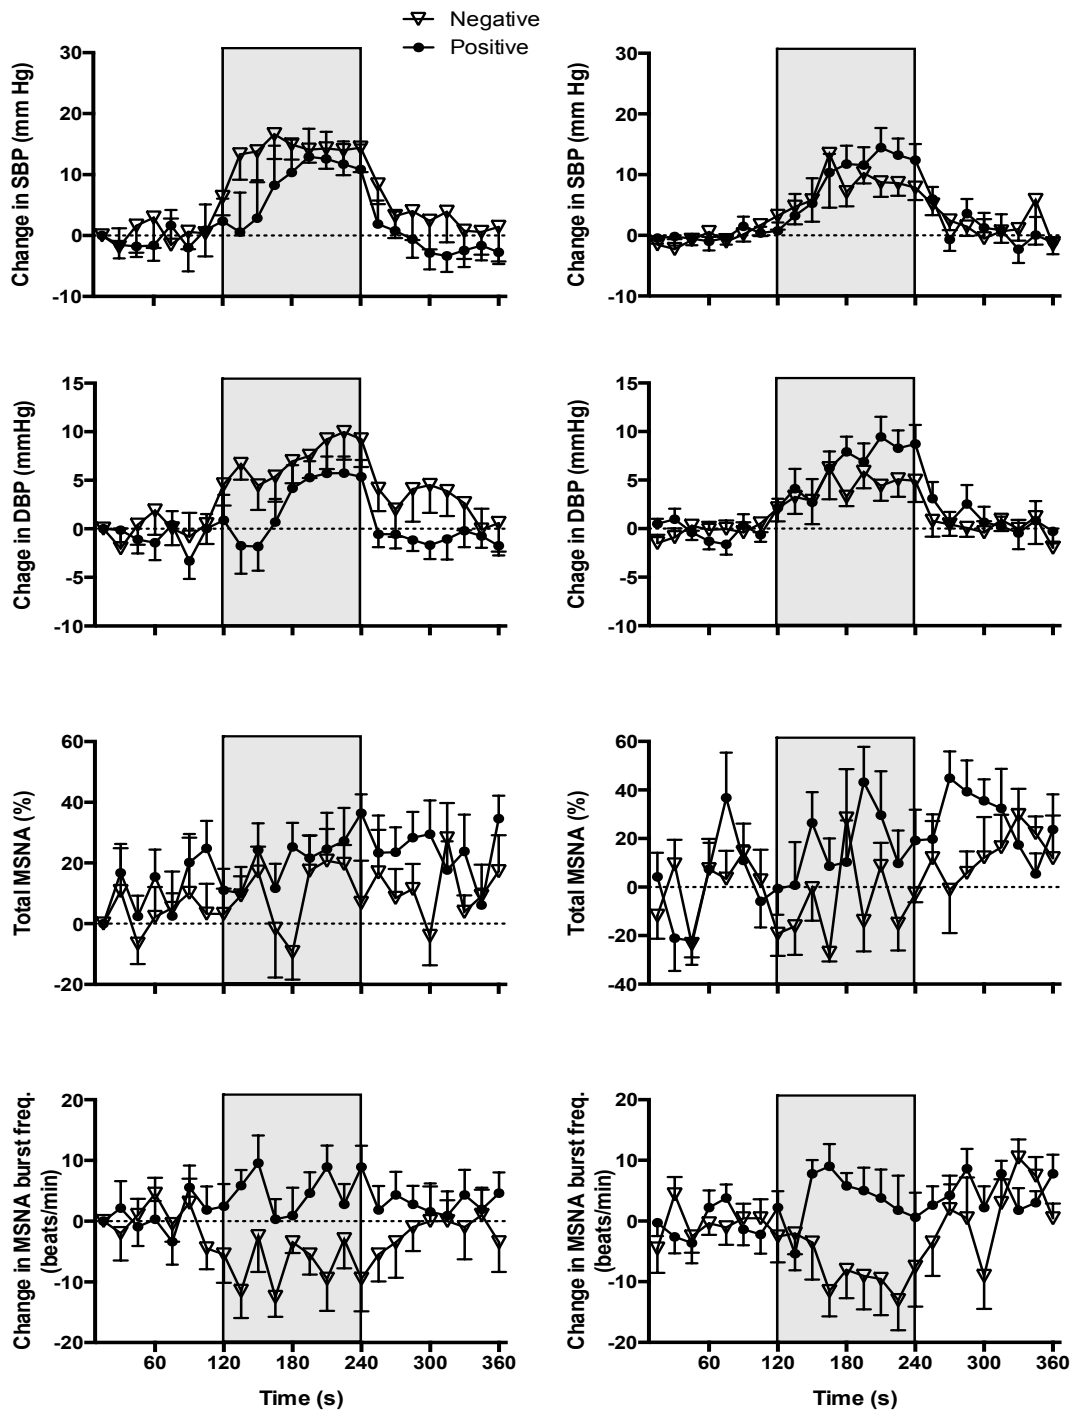 Negative
Positive
Change in SBP (mm Hg)
30
20
10
0
-10
Change in SBP (mm Hg)
30
20
10
0
-10
Chage in DBP (mmHg)
15
10
5
0
-5
-10
Chage in DBP (mmHg)
15
10
5
0
-5
-10
Total MSNA (%)
60
40
20
0
-20
Total MSNA (%)
60
40
20
0
-20
-40
Change in MSNA burst freq.
(beats/min)
20
10
0
-10
-20
60 120 180 240 300 360
Time (s)
Change in MSNA burst freq.
(beats/min)
20
10
0
-10
-20
60 120 180 240 300 360
Time (s)